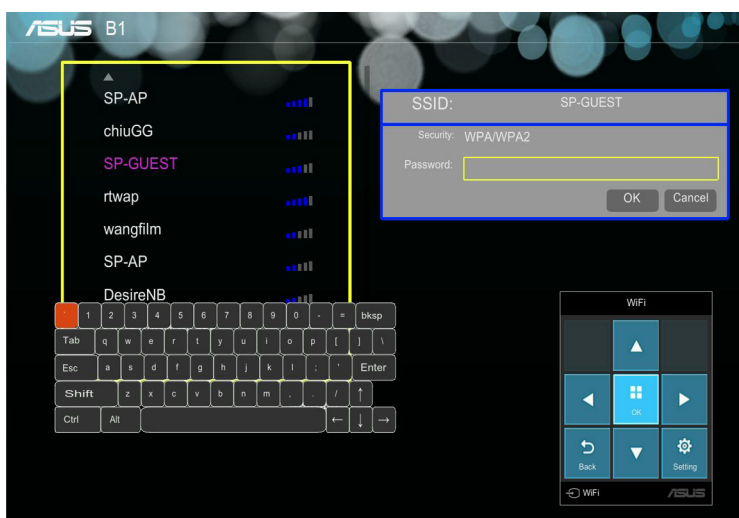 ASUS B1
SP-AP
chiuGG
SP-GUEST
rtwap
wangfilm
SP-AP
DesireNB
SSID: SP-GUEST
Security: WPA/WPA2
Password:
OK Cancel
` 1 2 3 4 5 6 7 8 9 0 - = bksp
Tab q w e r t y u i o p [ ] \
Esc a s d f g h j k l ; ' Enter
Shift z x c v b n m , . / ↑
Ctrl Alt ← ↓ →
WiFi
OK
Back Setting
WiFi ASUS